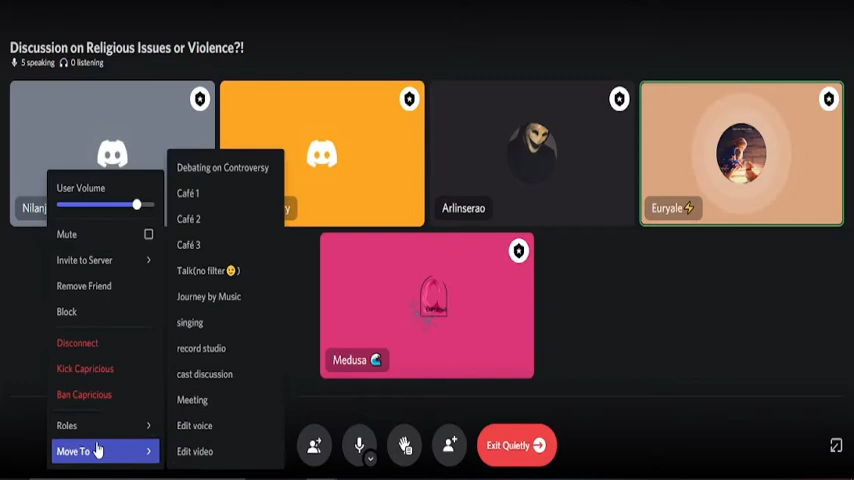 Discussion on Religious Issues or Violence?!
5 speaking 0 listening
Arlinserao
Euryale⚡
Medusa 🌊
User Volume
Mute
Invite to Server
Remove Friend
Block
Disconnect
Kick Capricious
Ban Capricious
Roles
Move To
Debating on Controversy
Café 1
Café 2
Café 3
Talk(no filter🙂)
Journey by Music
singing
record studio
cast discussion
Meeting
Edit voice
Edit video
Exit Quietly